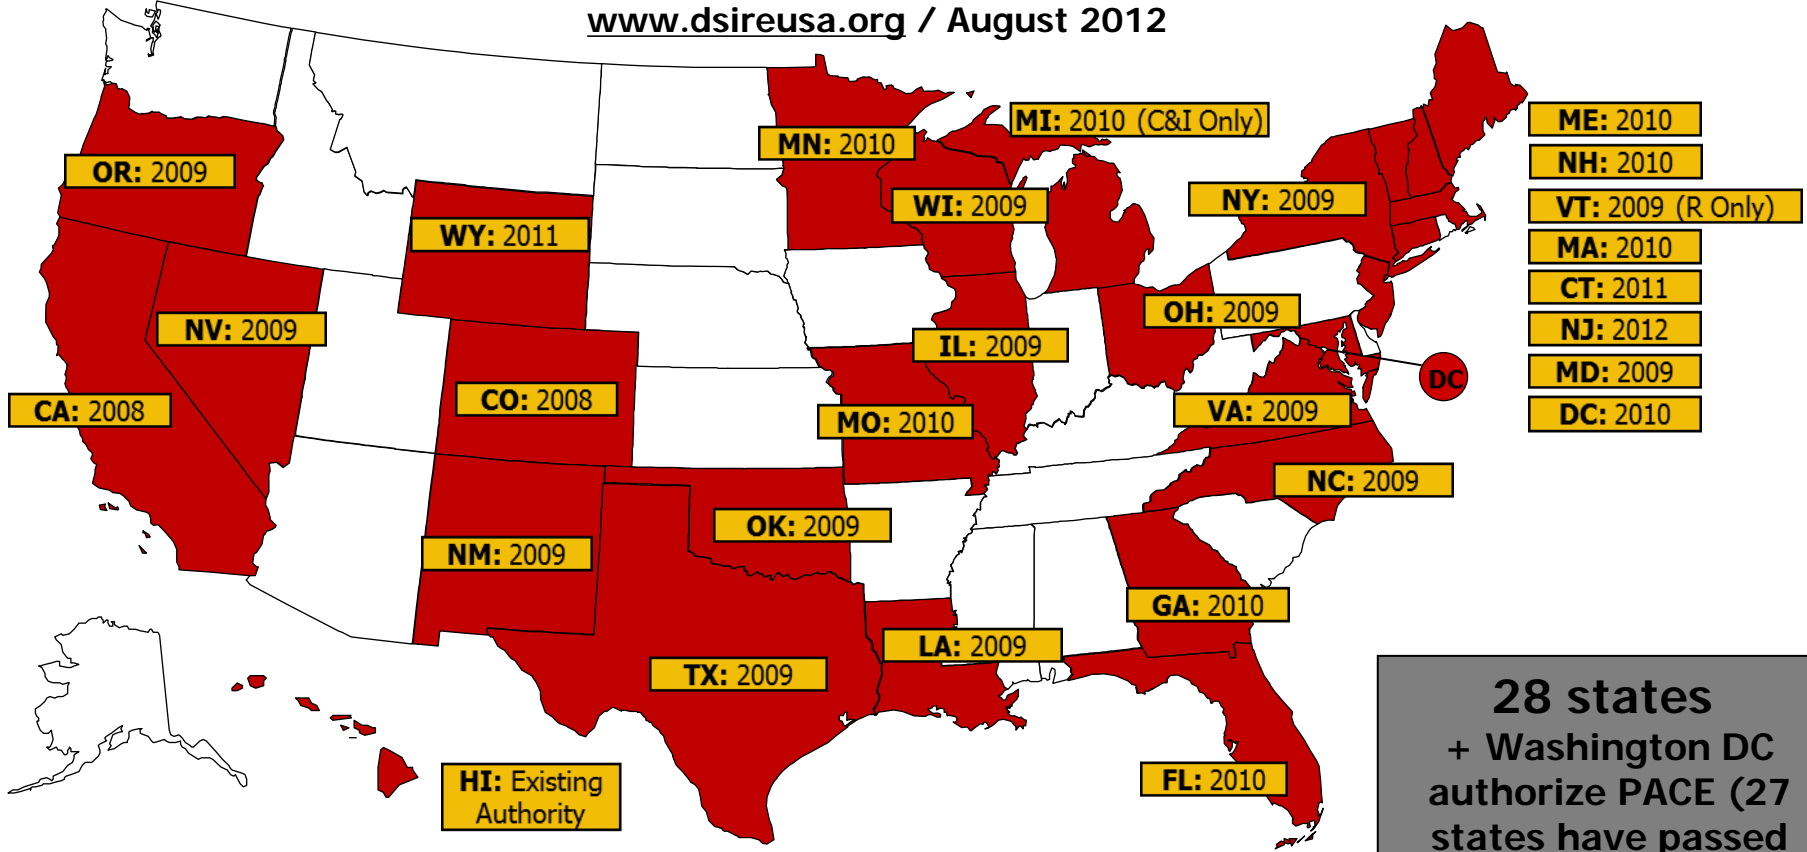 www.dsireusa.org / August 2012
MI: 2010 (C&I Only)
ME: 2010
MN: 2010
NH: 2010
OR: 2009
NY: 2009
WI: 2009
VT: 2009 (R Only)
WY: 2011
MA: 2010
CT: 2011
OH: 2009
NV: 2009
NJ: 2012
IL: 2009
MD: 2009
DC
CO: 2008
CA: 2008
VA: 2009
DC: 2010
MO: 2010
NC: 2009
OK: 2009
NM: 2009
GA: 2010
LA: 2009
TX: 2009
28 states
+ Washington DC
authorize PACE (27
states have passed
FL: 2010
HI: Existing
Authority